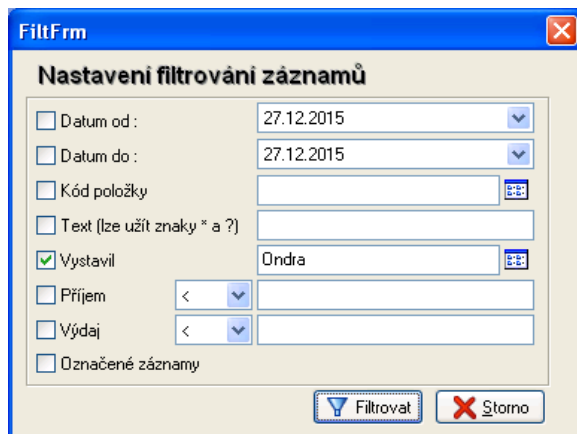 FiltFrm
Nastavení filtrování záznamů
Datum od : 27.12.2015
Datum do : 27.12.2015
Kód položky
Text (lze užít znaky * a ?)
Vystavil Ondra
Příjem <
Výdaj <
Označené záznamy
Filtrovat Storno